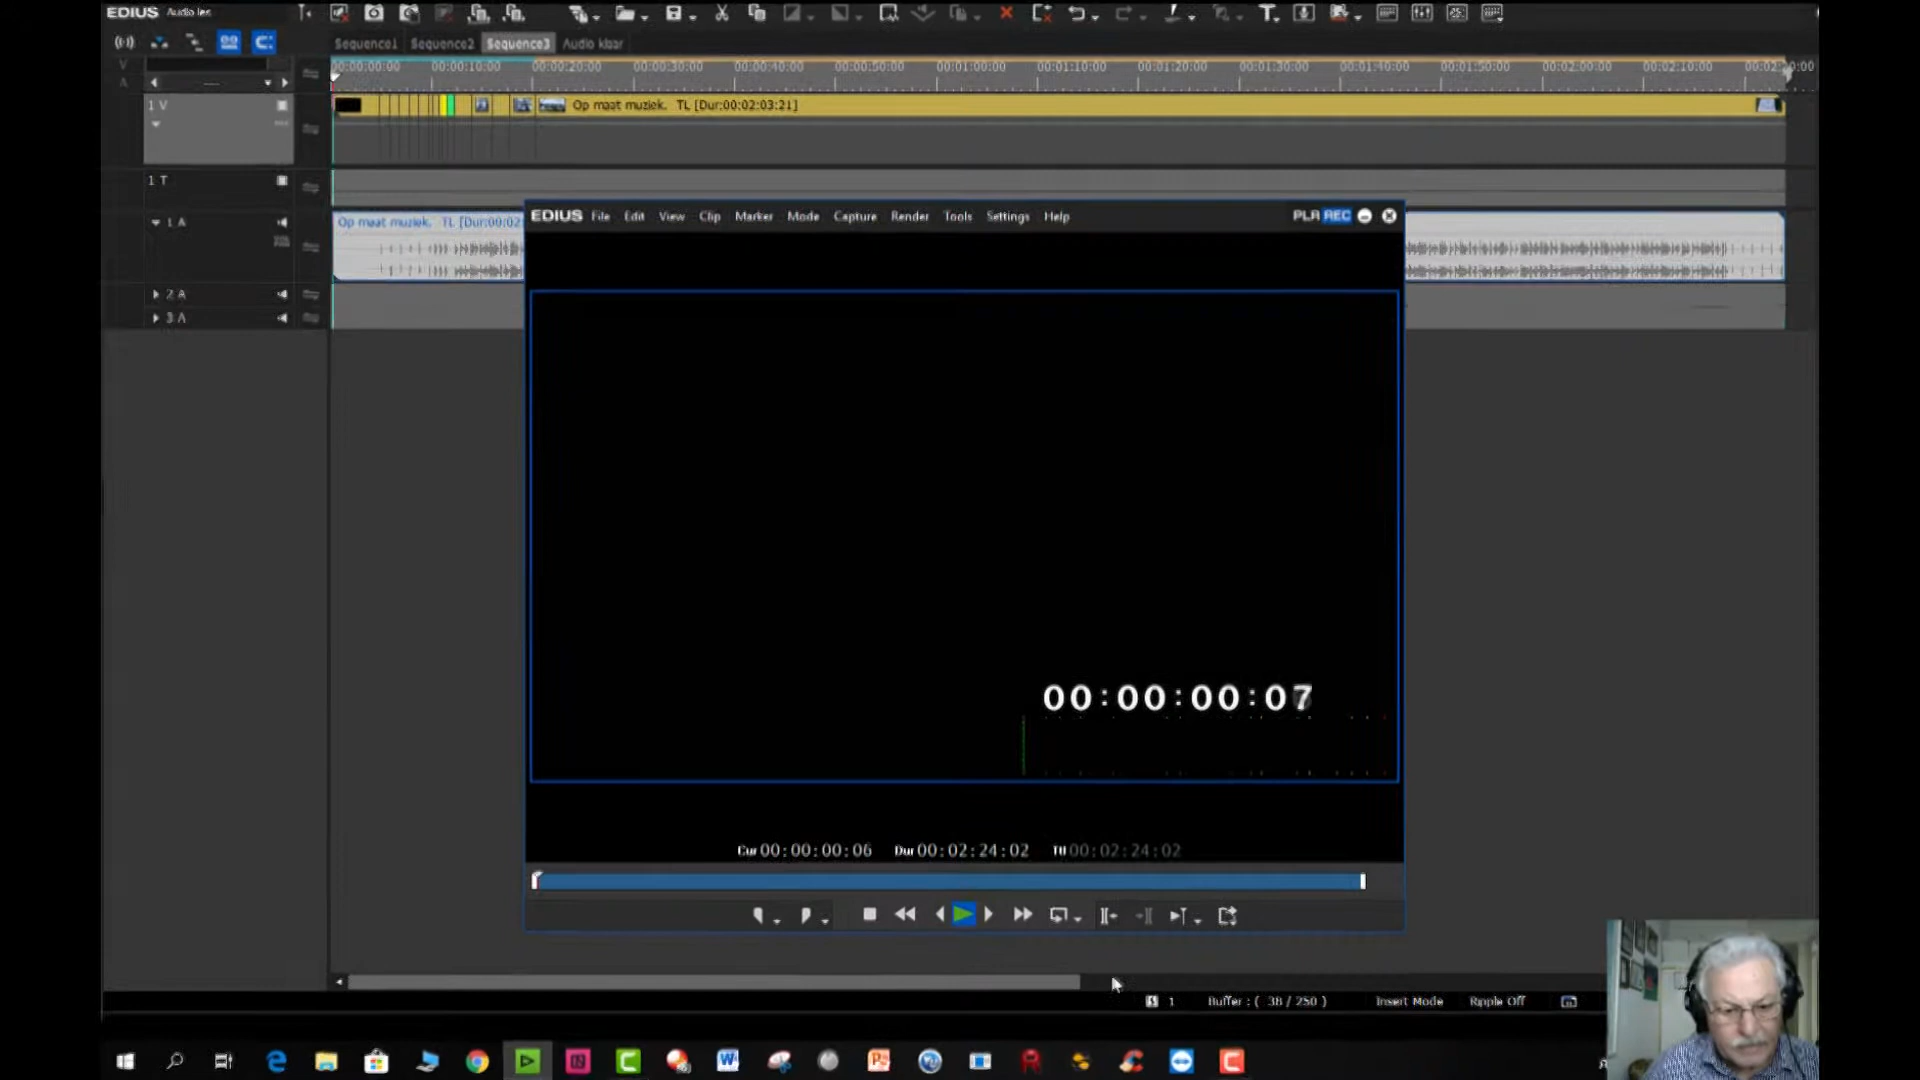 EDIUS Audio les
Sequence1 Sequence2 Sequence3 Audio klaar
00:00:00:00 00:00:10:00 00:00:20:00 00:00:30:00 00:00:40:00 00:00:50:00 00:01:00:00 00:01:10:00 00:01:20:00 00:01:30:00 00:01:40:00 00:01:50:00 00:02:00:00 00:02:10:00
V
A
1 V
Op maat muziek. TL [Dur:00:02:03:21]
1 T
1 A
Op maat muziek. TL [Dur:00:02:
2 A
3 A
EDIUS File Edit View Clip Marker Mode Capture Render Tools Settings Help PLR REC
00:00:00:07
Cur 00:00:00:06 Dur 00:02:24:02 Ttl 00:02:24:02
1 Buffer : ( 38 / 250 ) Insert Mode Ripple Off